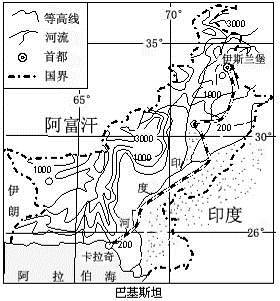 等高线
河流
首都
国界
70
3000
35°
伊斯兰堡
1000
65°
阿富汗
200
3000
30°
1000
印
1000
度
伊
朗
印度
河
26°
200
卡拉奇
阿拉伯海
巴基斯坦